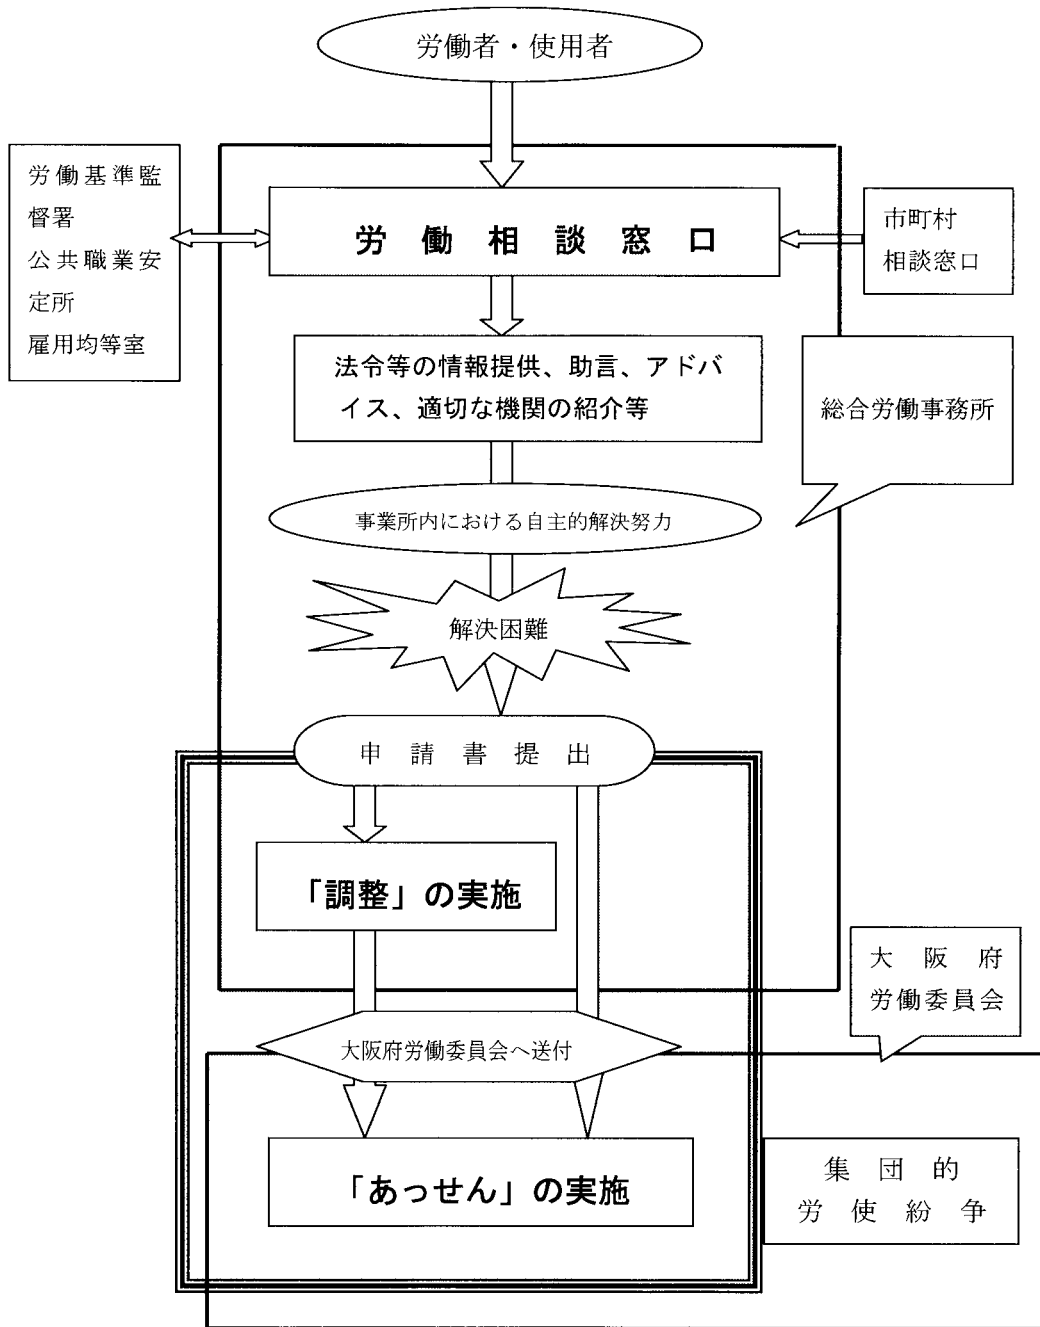 労働者・使用者
労働基準監
督署
公共職業安
定所
雇用均等室
労働相談窓口
市町村
相談窓口
法令等の情報提供、助言、アドバ
イス、適切な機関の紹介等
総合労働事務所
事業所内における自主的解決努力
解決困難
申請書提出
「調整」の実施
大阪府
労働委員会
大阪府労働委員会へ送付
「あっせん」の実施
集団的
労使紛争